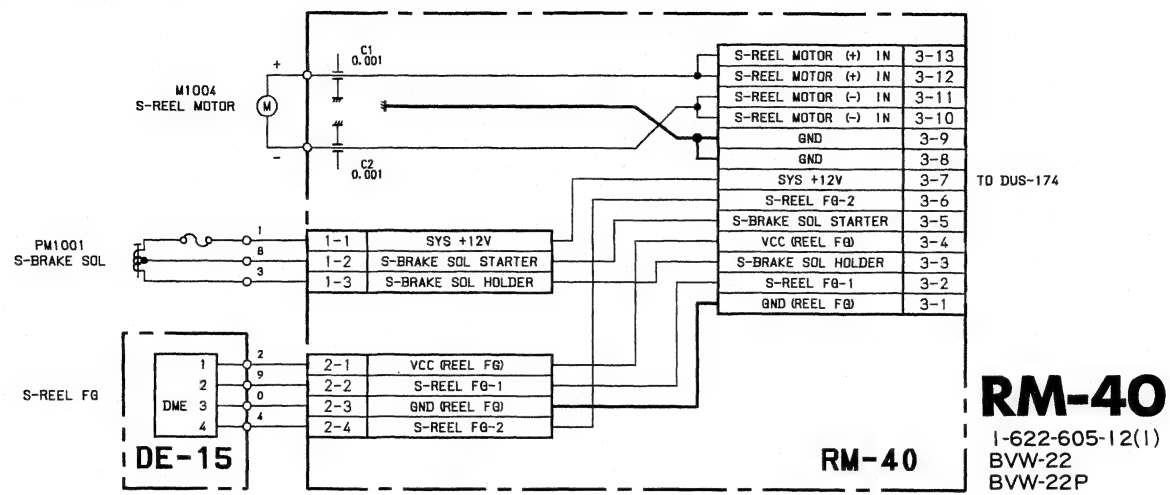 C1
0.001
M1004
S-REEL MOTOR
+
M
-
C2
0.001
S-REEL MOTOR (+) IN 3-13
S-REEL MOTOR (+) IN 3-12
S-REEL MOTOR (-) IN 3-11
S-REEL MOTOR (-) IN 3-10
GND 3-9
GND 3-8
SYS +12V 3-7
S-REEL FG-2 3-6
S-BRAKE SOL STARTER 3-5
VCC (REEL FG) 3-4
S-BRAKE SOL HOLDER 3-3
S-REEL FG-1 3-2
GND (REEL FG) 3-1
TO DUS-174
PM1001
S-BRAKE SOL
1 1-1 SYS +12V
8 1-2 S-BRAKE SOL STARTER
3 1-3 S-BRAKE SOL HOLDER
S-REEL FG
DME
1 2 2-1 VCC (REEL FG)
2 9 2-2 S-REEL FG-1
3 0 2-3 GND (REEL FG)
4 4 2-4 S-REEL FG-2
DE-15
RM-40
RM-40
1-622-605-12(1)
BVW-22
BVW-22P